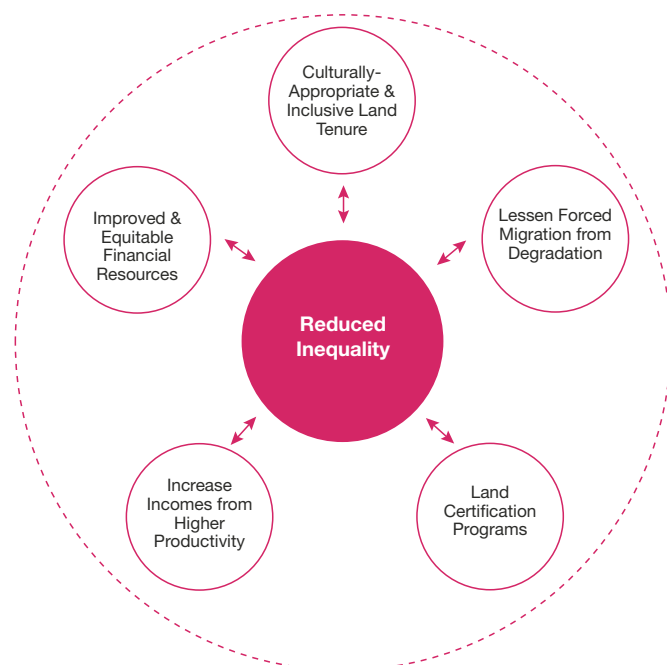 Culturally-
Appropriate &
Inclusive Land
Tenure
Improved &
Equitable
Financial
Resources
Lessen Forced
Migration from
Degradation
Reduced
Inequality
Increase
Incomes from
Higher
Productivity
Land
Certification
Programs